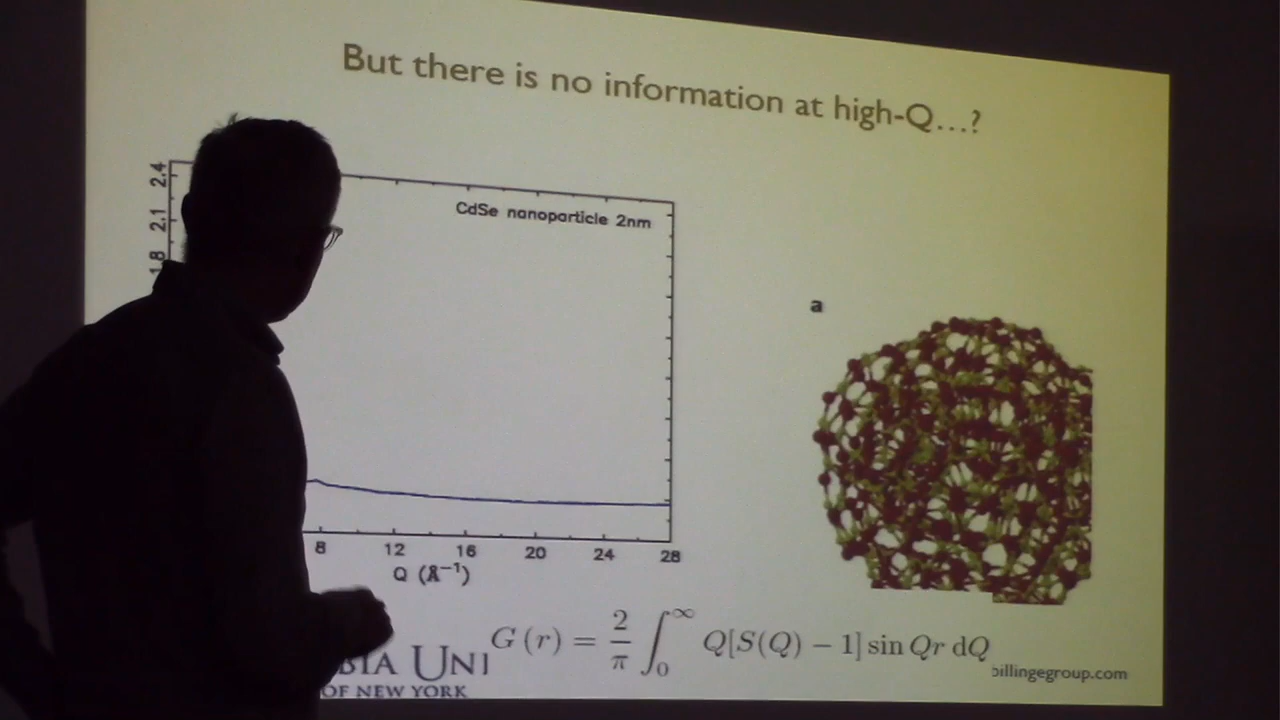 But there is no information at high-Q...?
2.4
2.1
1.8
CdSe nanoparticle 2nm
a
8 12 16 20 24 28
Q (Å⁻¹)
G (r) = 2/π ∫₀^∞ Q[S(Q) − 1] sin Qr dQ
BIA UNI
OF NEW YORK
billingegroup.com